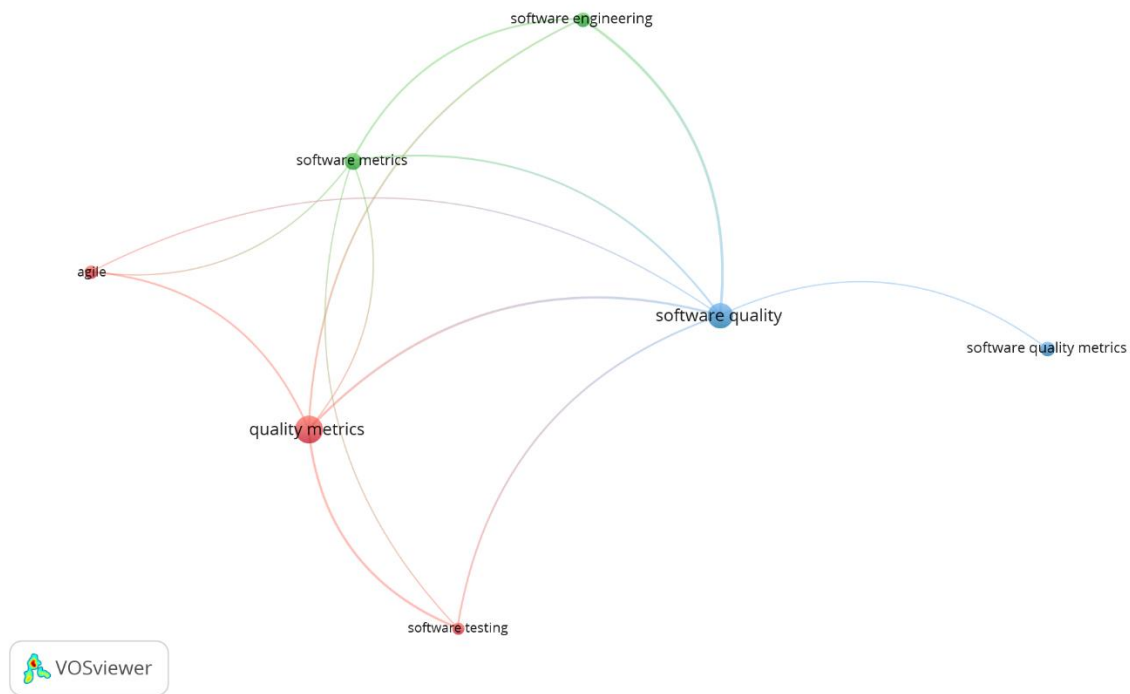 software engineering
software metrics
agile
software quality
software quality metrics
quality metrics
software testing
VOSviewer